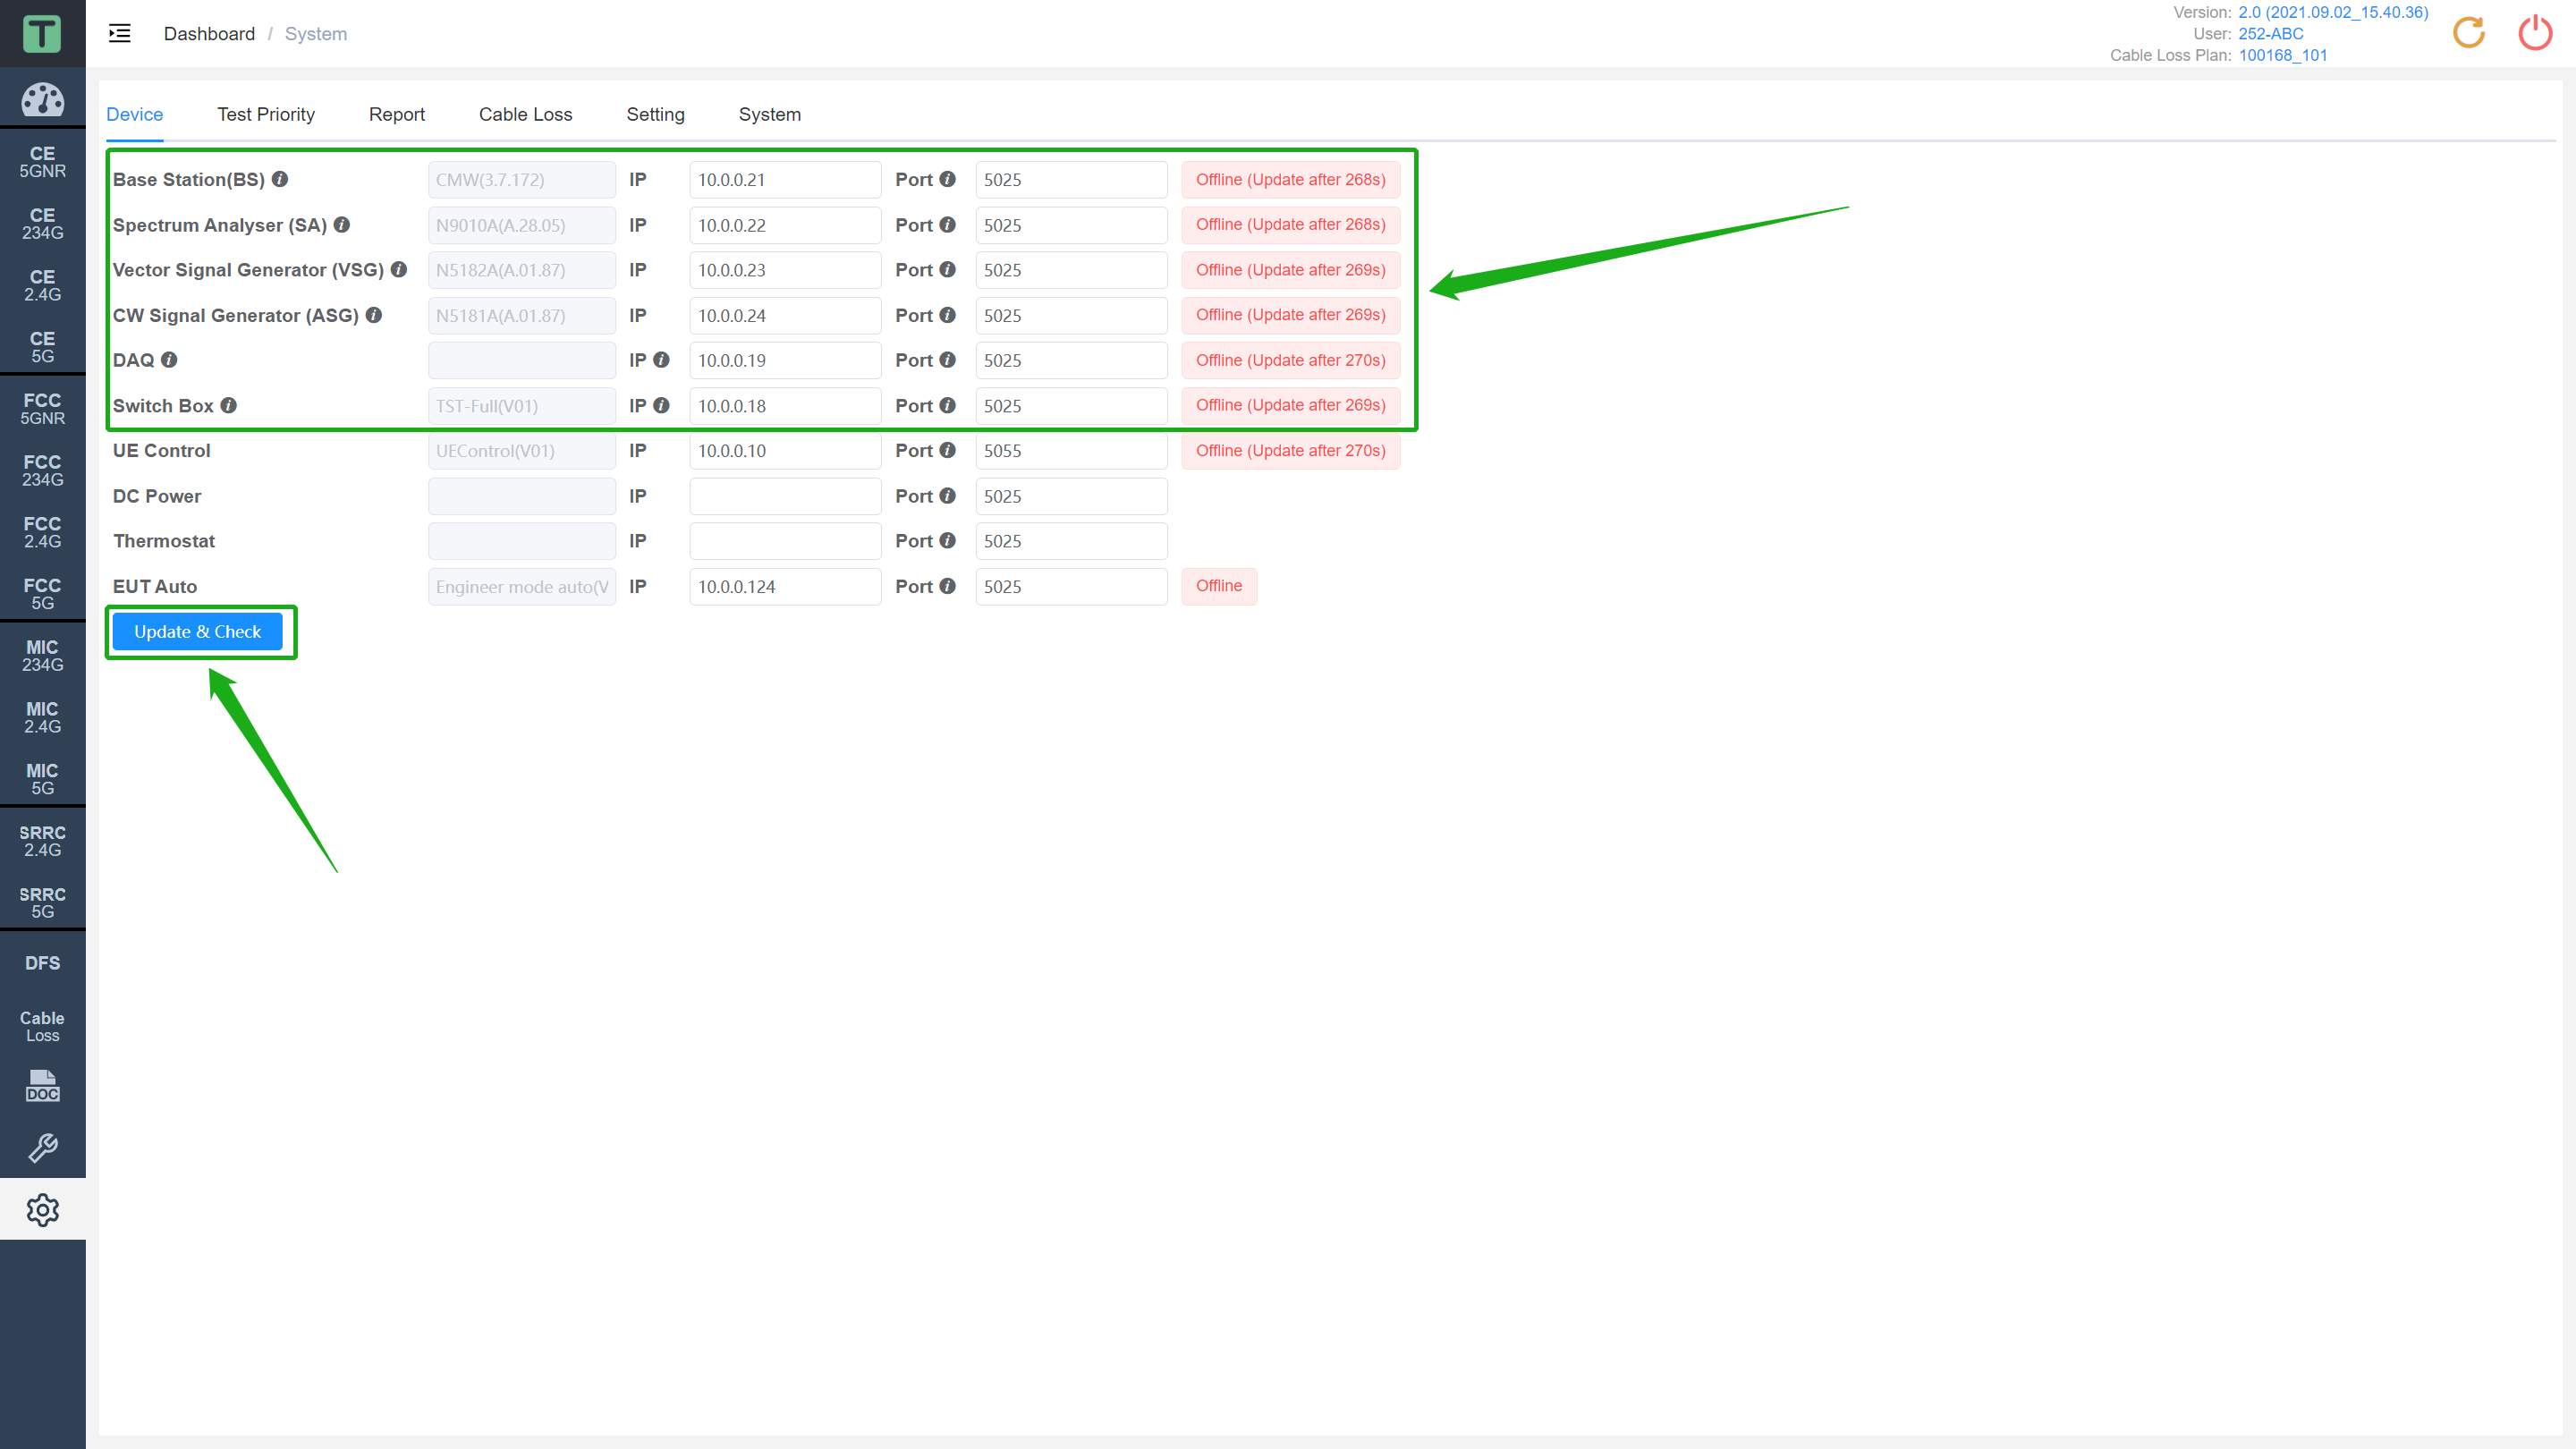 T
Dashboard / System
Version: 2.0 (2021.09.02_15.40.36)
User: 252-ABC
Cable Loss Plan: 100168_101
Device Test Priority Report Cable Loss Setting System
Base Station(BS) CMW(3.7.172) IP 10.0.0.21 Port 5025 Offline (Update after 268s)
Spectrum Analyser (SA) N9010A(A.28.05) IP 10.0.0.22 Port 5025 Offline (Update after 268s)
Vector Signal Generator (VSG) N5182A(A.01.87) IP 10.0.0.23 Port 5025 Offline (Update after 269s)
CW Signal Generator (ASG) N5181A(A.01.87) IP 10.0.0.24 Port 5025 Offline (Update after 269s)
DAQ IP 10.0.0.19 Port 5025 Offline (Update after 270s)
Switch Box TST-Full(V01) IP 10.0.0.18 Port 5025 Offline (Update after 269s)
UE Control UEControl(V01) IP 10.0.0.10 Port 5055 Offline (Update after 270s)
DC Power IP Port 5025
Thermostat IP Port 5025
EUT Auto Engineer mode auto(V IP 10.0.0.124 Port 5025 Offline
Update & Check
CE
5GNR
CE
234G
CE
2.4G
CE
5G
FCC
5GNR
FCC
234G
FCC
2.4G
FCC
5G
MIC
234G
MIC
2.4G
MIC
5G
SRRC
2.4G
SRRC
5G
DFS
Cable
Loss
DOC